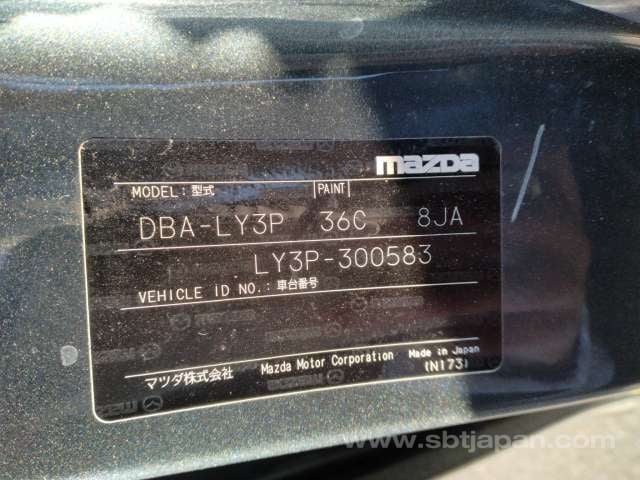 mazda
MODEL : 型式 PAINT
DBA-LY3P 36C 8JA
LY3P-300583
VEHICLE ID NO. : 車台番号
マツダ株式会社 Mazda Motor Corporation Made in Japan
(N173)
www.sbtjapan.com